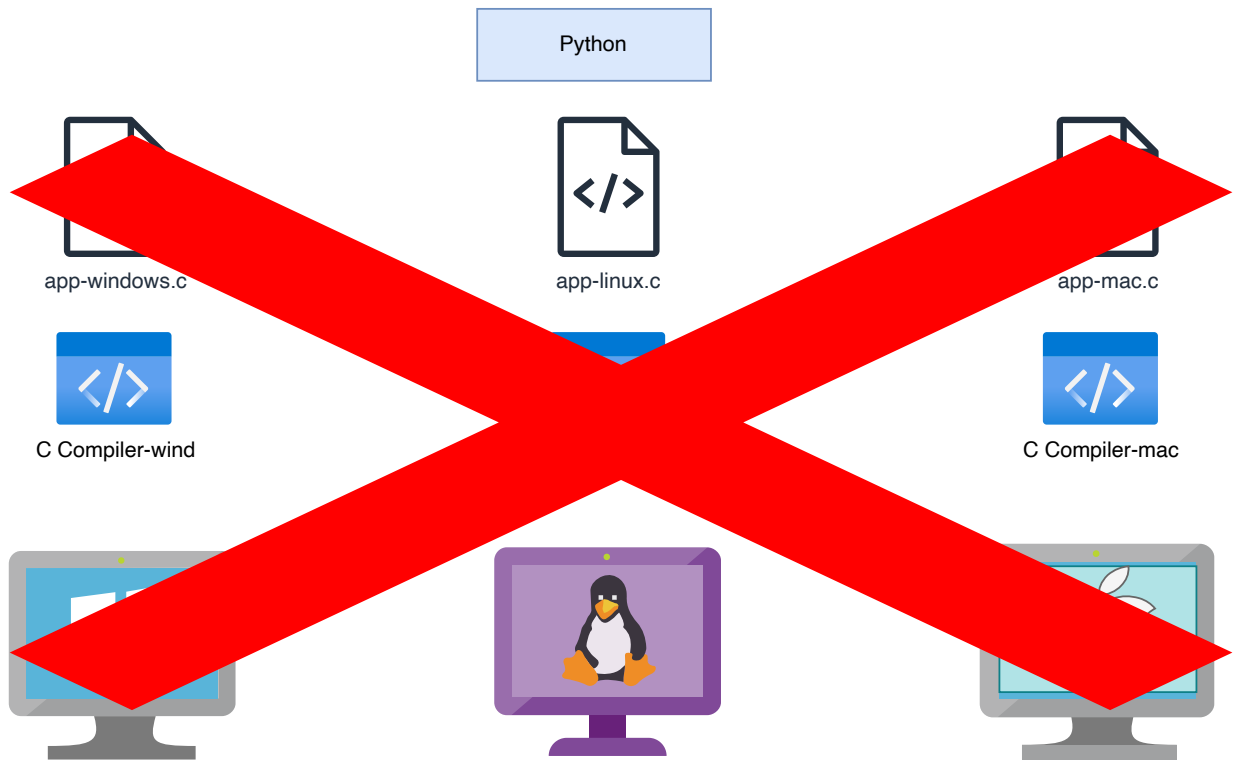 Python
app-windows.c
app-linux.c
app-mac.c
C Compiler-wind
C Compiler-mac